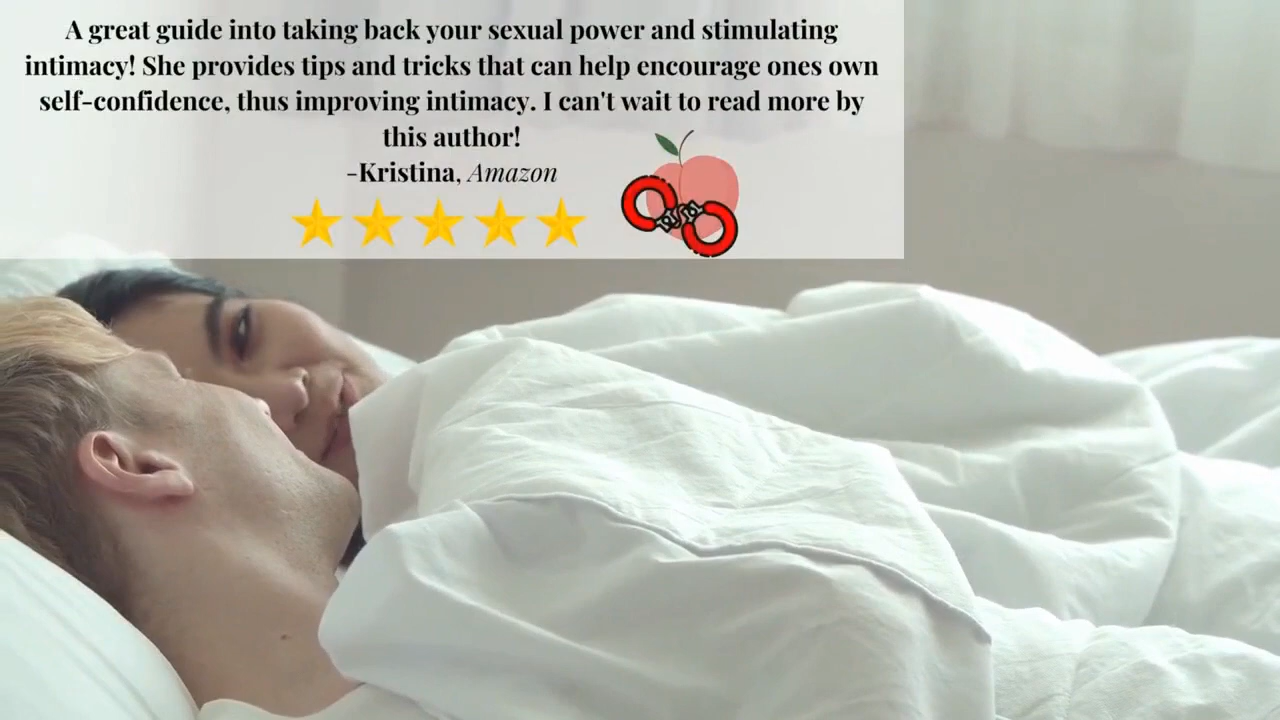 A great guide into taking back your sexual power and stimulating
intimacy! She provides tips and tricks that can help encourage ones own
self-confidence, thus improving intimacy. I can't wait to read more by
this author!
-Kristina, Amazon